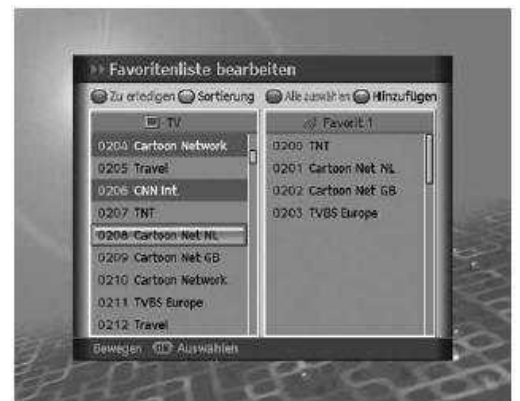 Favoritenliste bearbeiten
Zu erledigen Sortierung Alle auswählen Hinzufügen
TV
0204 Cartoon Network
0205 Travel
0206 CNN Int.
0207 TNT
0208 Cartoon Net NL
0209 Cartoon Net GB
0210 Cartoon Network
0211 TVBS Europe
0212 Travel
Favorit 1
0200 TNT
0201 Cartoon Net NL
0202 Cartoon Net GB
0203 TVBS Europe
Bewegen Auswählen